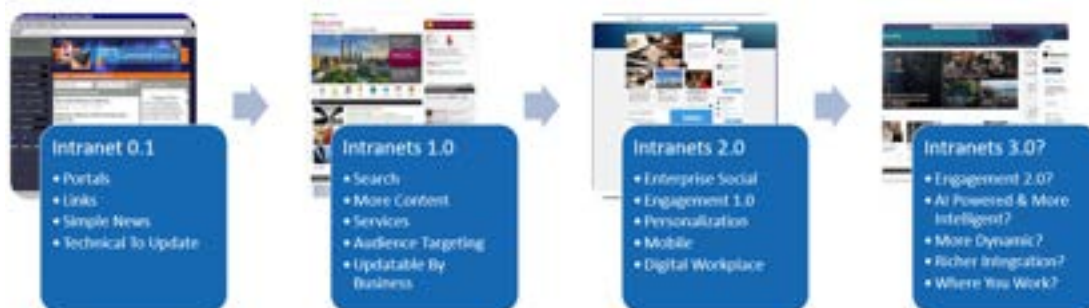 Intranet 0.1
• Portals
• Links
• Simple News
• Technical To Update
Intranets 1.0
• Search
• More Content
• Services
• Audience Targeting
• Updatable By
Business
Intranets 2.0
• Enterprise Social
• Engagement 1.0
• Personalization
• Mobile
• Digital Workplace
Intranets 3.0?
• Engagement 2.0?
• AI Powered & More
Intelligent?
• More Dynamic?
• Richer Integration?
• Where You Work?